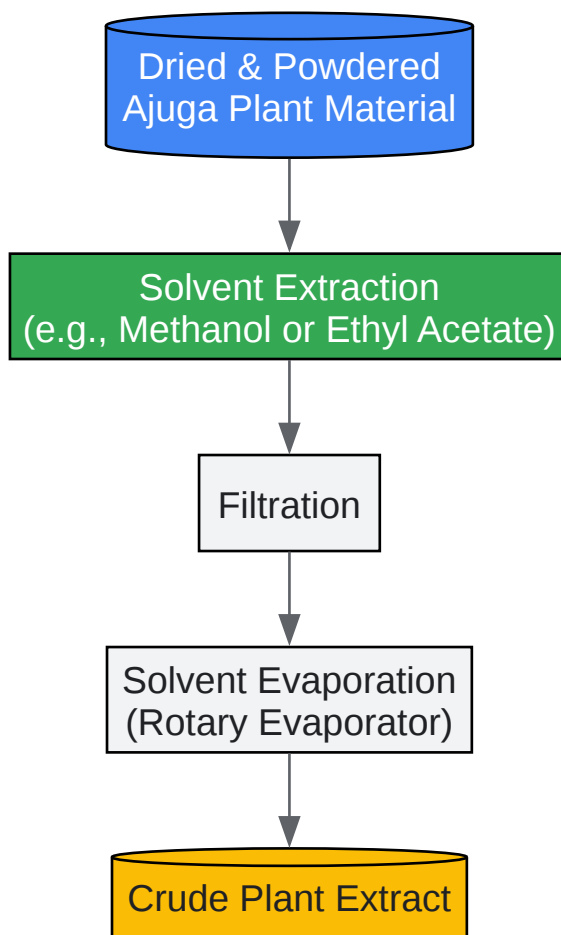 Dried & Powdered
Ajuga Plant Material
Solvent Extraction
(e.g., Methanol or Ethyl Acetate)
Filtration
Solvent Evaporation
(Rotary Evaporator)
Crude Plant Extract